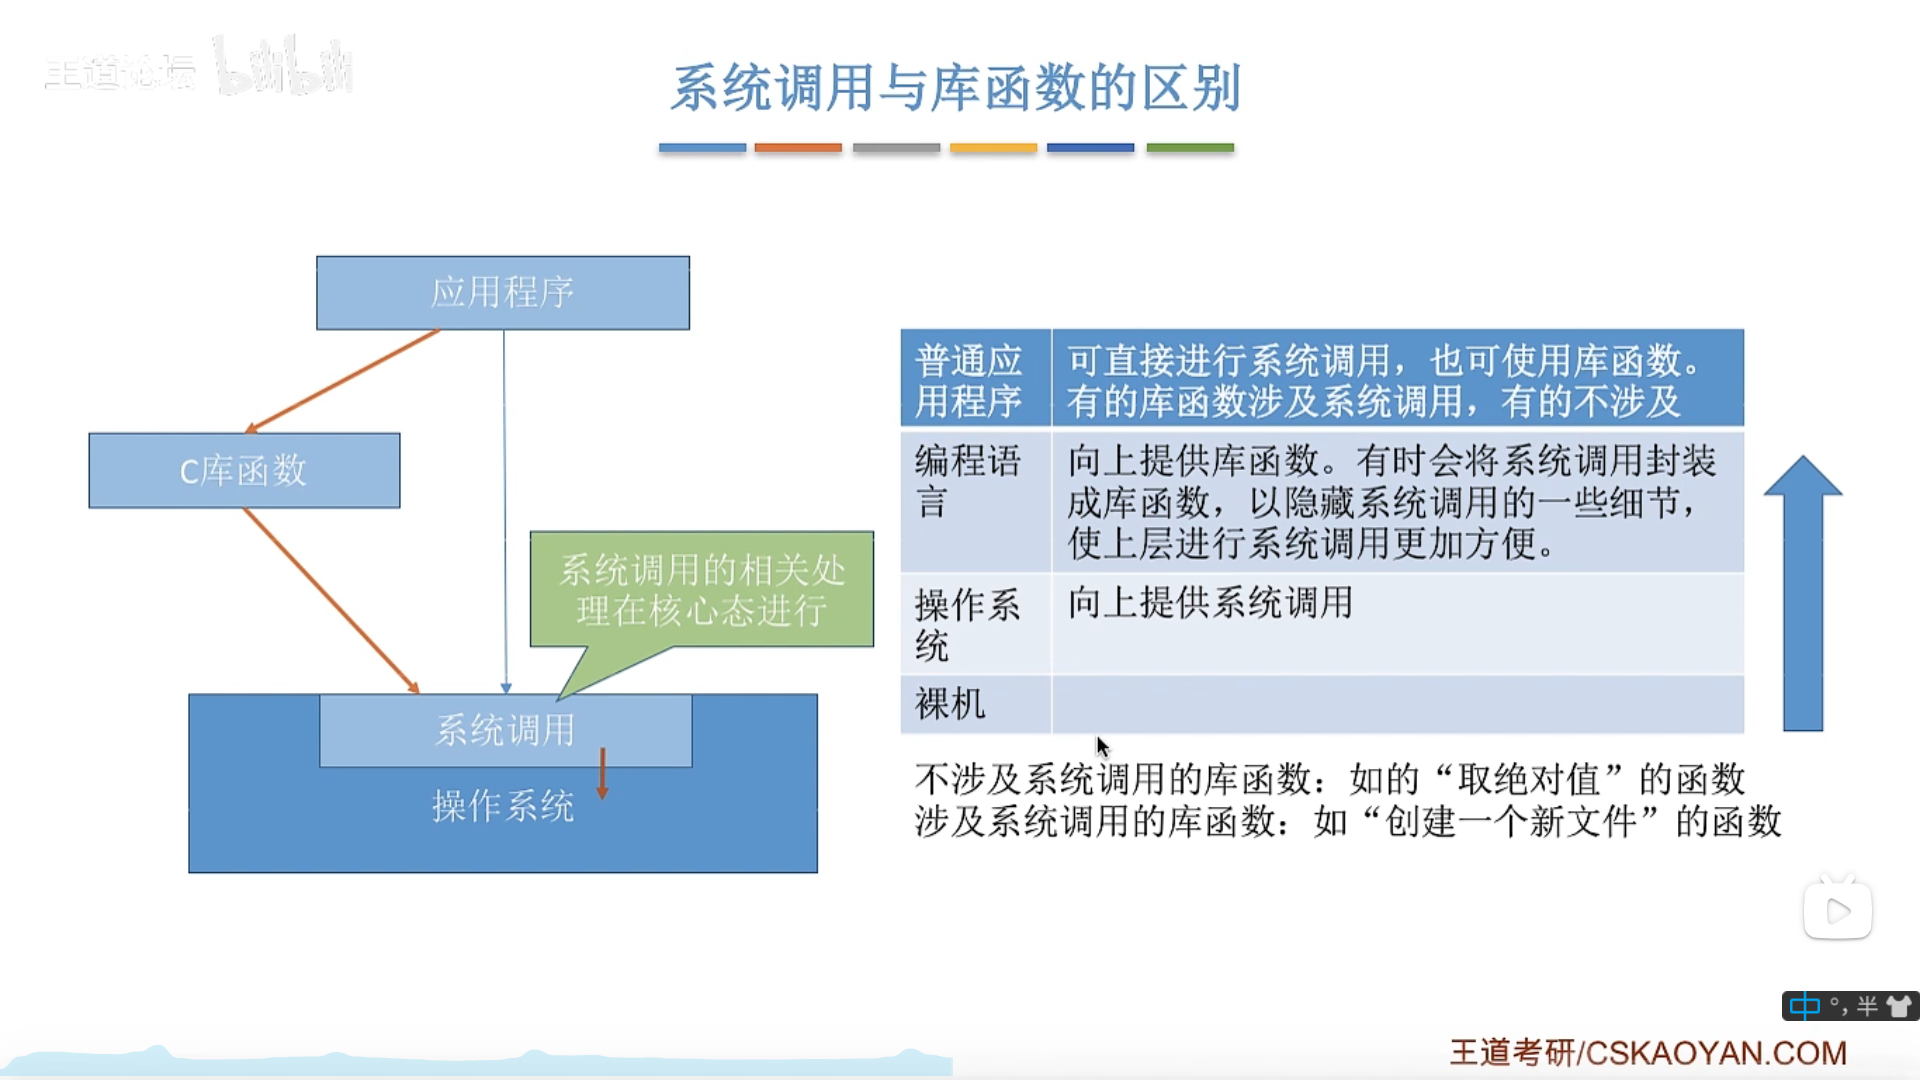 王道论坛 bilibili
系统调用与库函数的区别
应用程序
C库函数
系统调用的相关处
理在核心态进行
系统调用
操作系统
普通应
用程序
可直接进行系统调用，也可使用库函数。
有的库函数涉及系统调用，有的不涉及
编程语
言
向上提供库函数。有时会将系统调用封装
成库函数，以隐藏系统调用的一些细节，
使上层进行系统调用更加方便。
操作系
统
向上提供系统调用
裸机
不涉及系统调用的库函数：如的“取绝对值”的函数
涉及系统调用的库函数：如“创建一个新文件”的函数
中 °, 半
王道考研/CSKAOYAN.COM